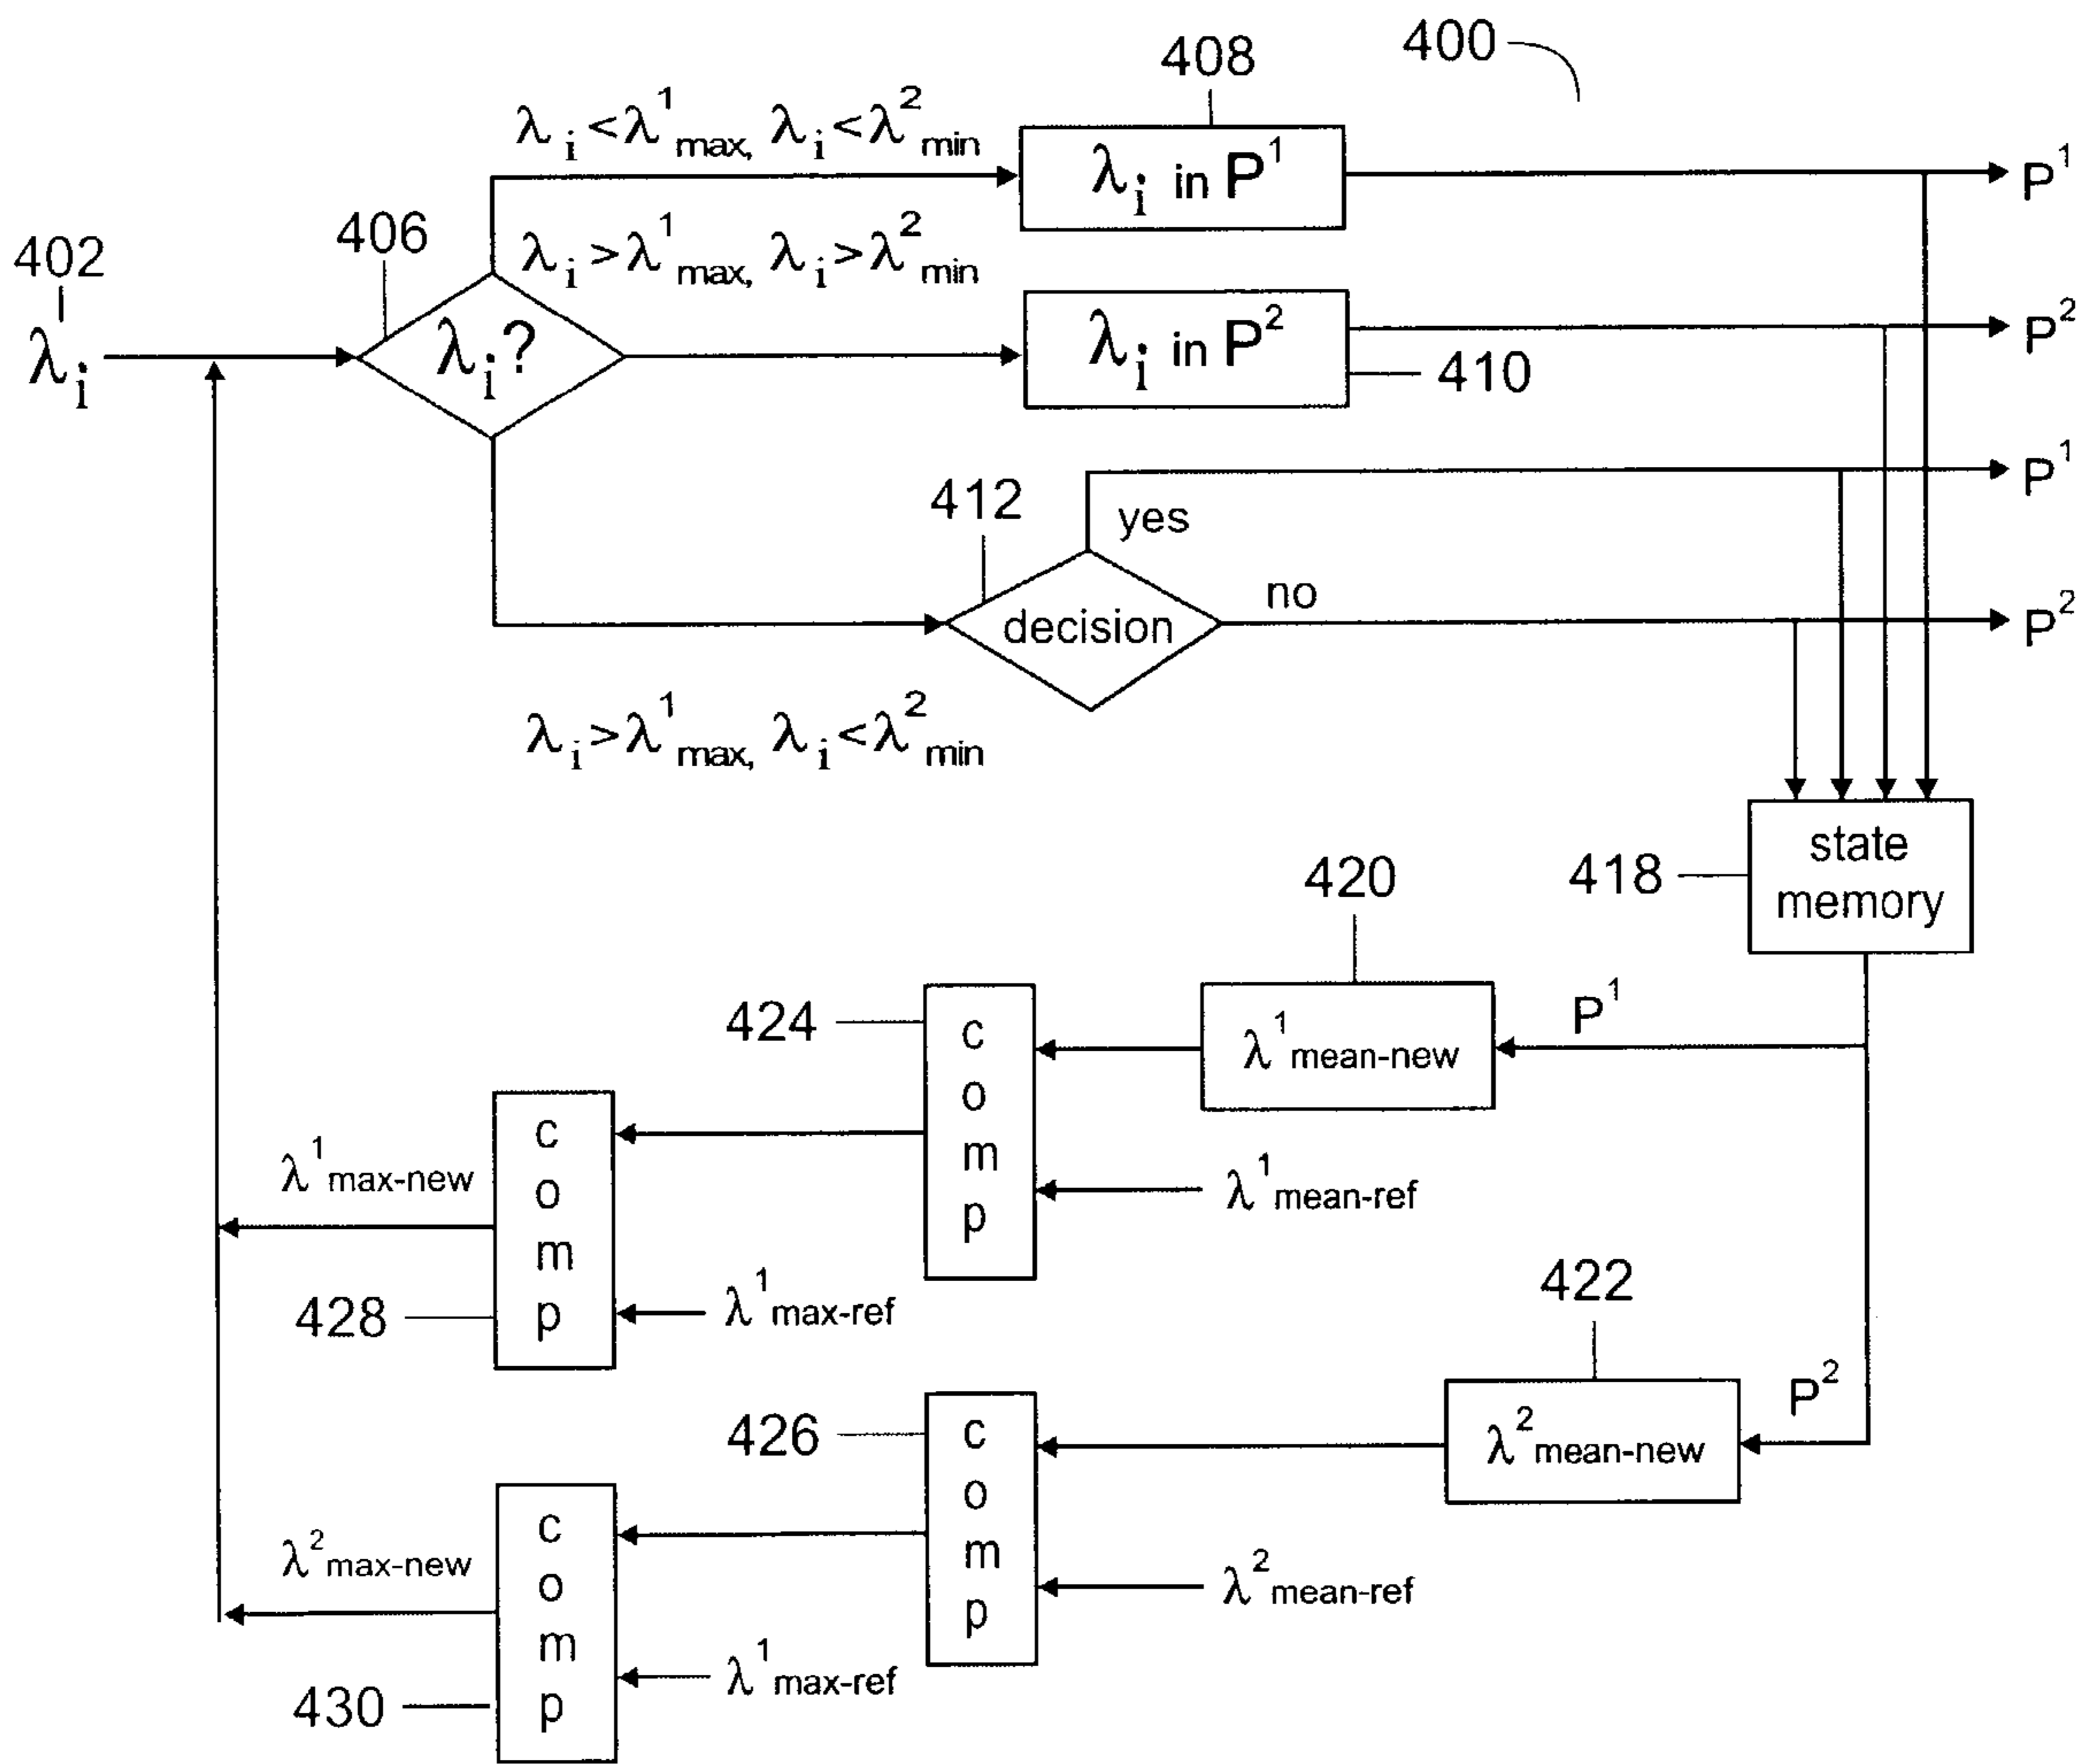 400
408
λi < λ¹max, λi < λ²min
λi in P¹
P¹
402
406
λi > λ¹max, λi > λ²min
λi
λi?
λi in P²
P²
410
P¹
412
yes
no
decision
P²
λi > λ¹max, λi < λ²min
state
memory
418
420
P¹
424
comp
λ¹mean-new
λ¹mean-ref
λ¹max-new
comp
428
λ¹max-ref
422
P²
426
comp
λ²mean-new
λ²mean-ref
λ²max-new
comp
λ¹max-ref
430